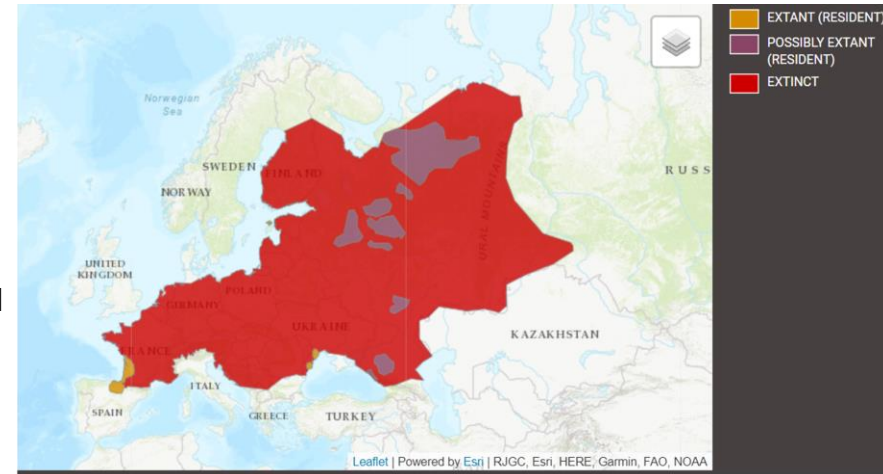 EXTANT (RESIDENT)
POSSIBLY EXTANT
(RESIDENT)
EXTINCT
Norwegian
Sea
SWEDEN
FINLAND
NORWAY
URAL MOUNTAINS
RUSS
UNITED
KINGDOM
POLAND
GERMANY
UKRAINE
KAZAKHSTAN
FRANCE
ITALY
SPAIN
GREECE
TURKEY
Leaflet | Powered by Esri | RJGC, Esri, HERE, Garmin, FAO, NOAA